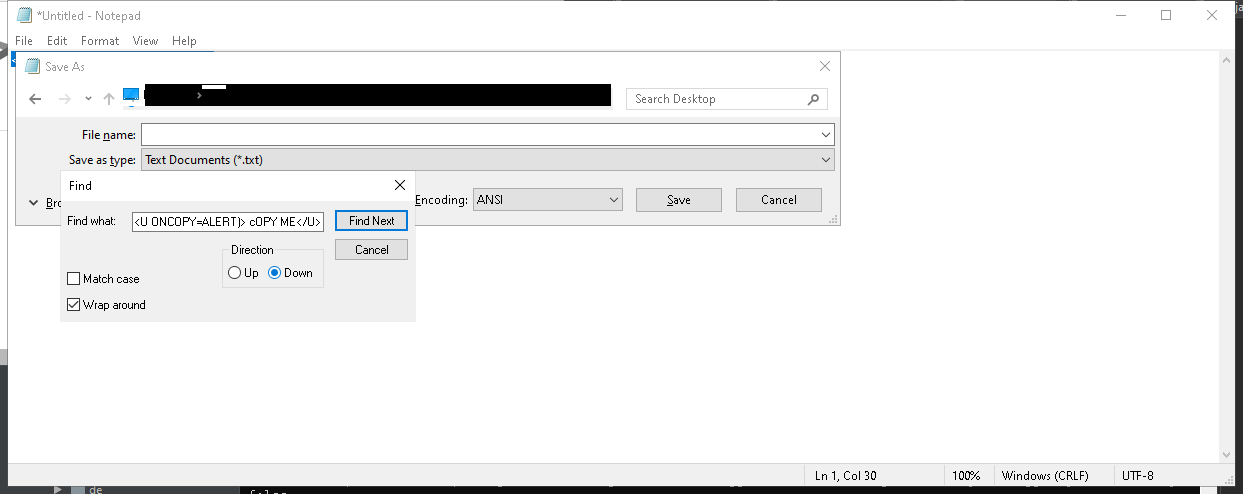 *Untitled - Notepad
File Edit Format View Help
Save As
Search Desktop
File name:
Save as type: Text Documents (*.txt)
Encoding: ANSI Save Cancel
Find
Find what: <U ONCOPY=ALERT)> cOPY ME</U> Find Next
Cancel
Direction
Up Down
Match case
Wrap around
Ln 1, Col 30 100% Windows (CRLF) UTF-8
de